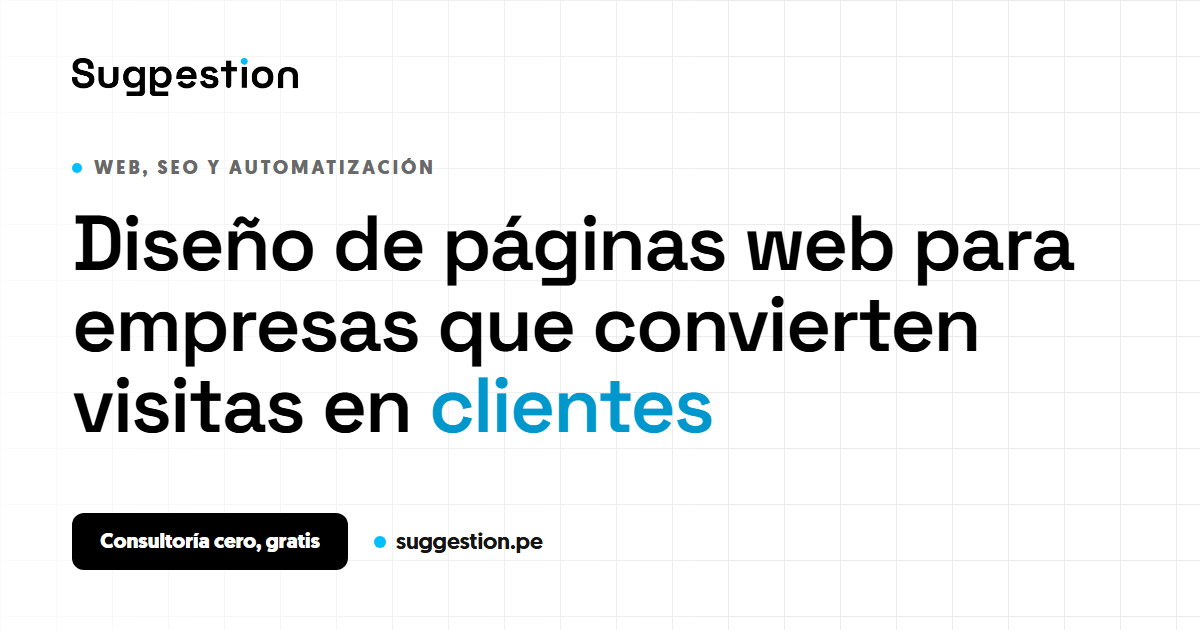 Suggestion
WEB, SEO Y AUTOMATIZACIÓN
Diseño de páginas web para
empresas que convierten
visitas en clientes
Consultoría cero, gratis
suggestion.pe